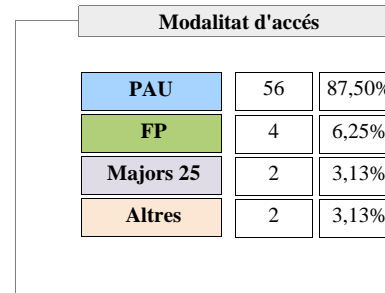 Modalitat d'accés
PAU 56 87,50%
FP 4 6,25%
Majors 25 2 3,13%
Altres 2 3,13%